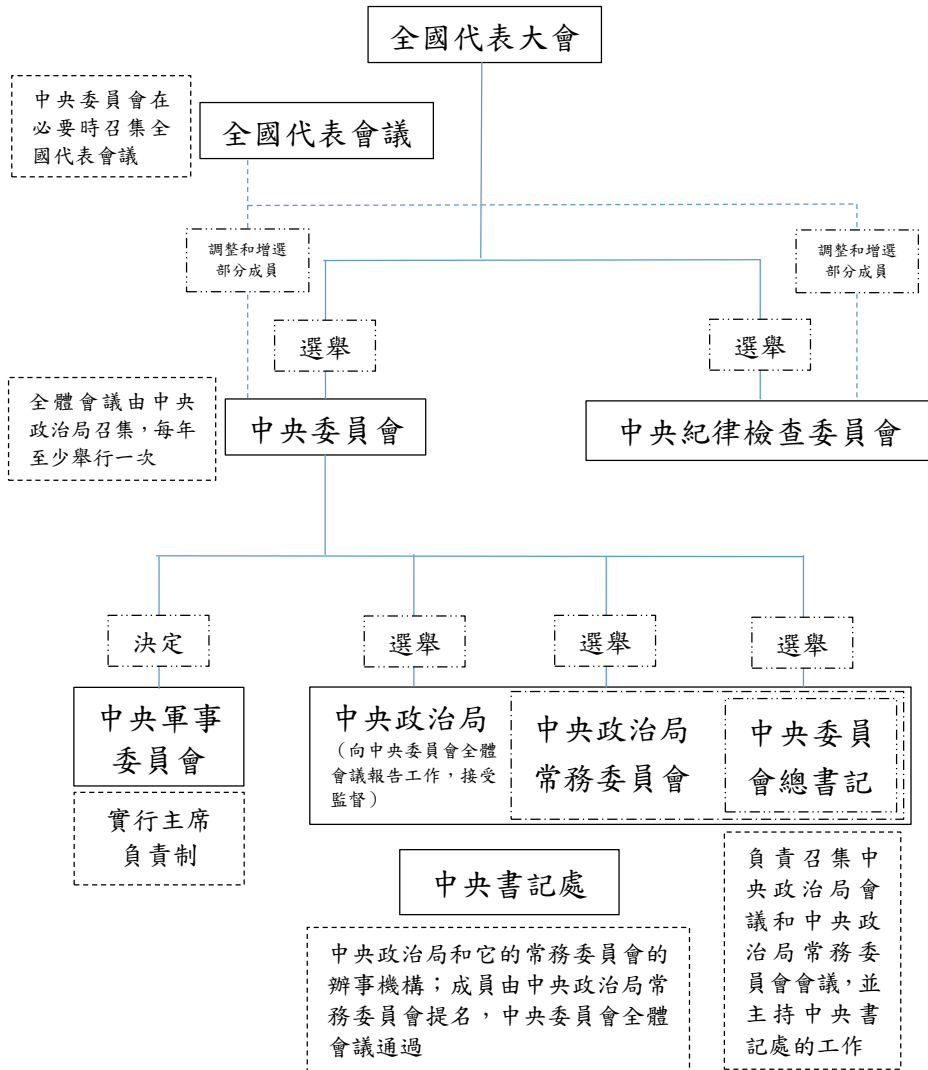 全國代表大會
中央委員會在
必要時召集全
國代表會議
全國代表會議
調整和增選
部分成員
調整和增選
部分成員
選舉
選舉
全體會議由中央
政治局召集，每年
至少舉行一次
中央委員會
中央紀律檢查委員會
決定
選舉
選舉
選舉
中央軍事
委員會
實行主席
負責制
中央政治局
（向中央委員會全體
會議報告工作，接受
監督）
中央政治局
常務委員會
中央委員
會總書記
中央書記處
中央政治局和它的常務委員會的
辦事機構；成員由中央政治局常
務委員會提名，中央委員會全體
會議通過
負責召集中
央政治局會
議和中央政
治局常務委
員會會議，並
主持中央書
記處的工作